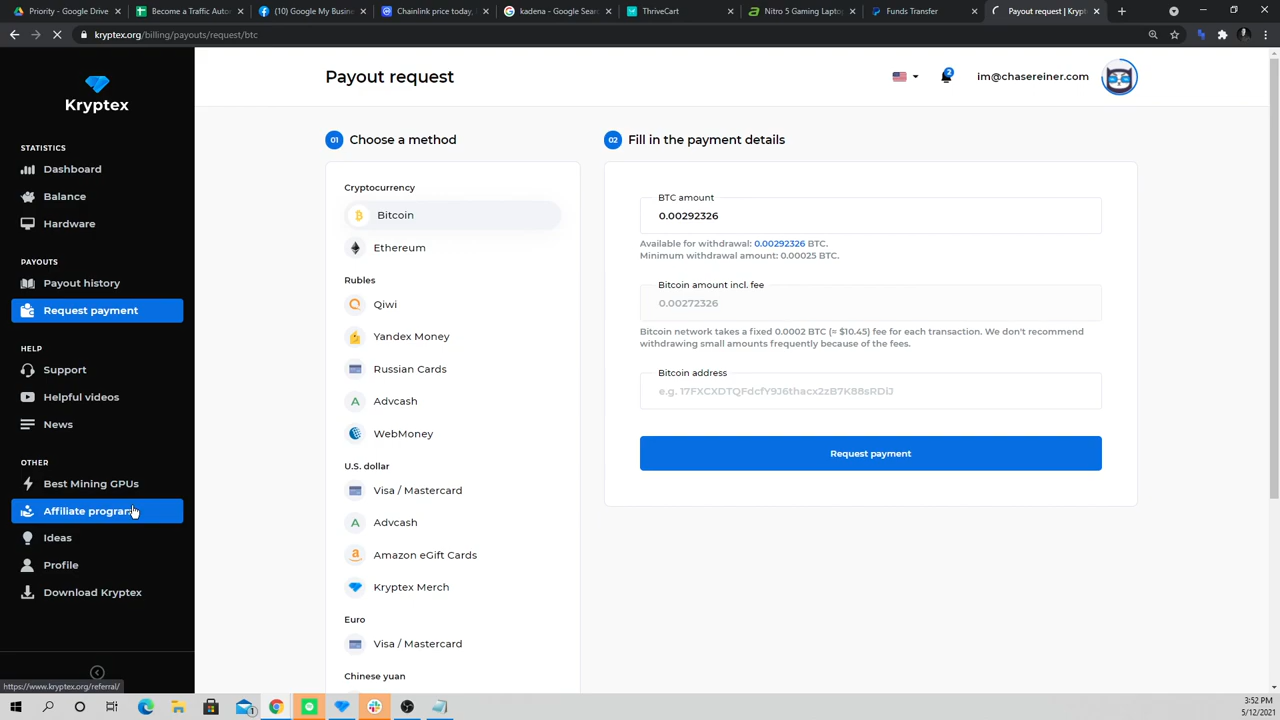 Priority - Google Drive
Become a Traffic Auto
(10) Facebook
Chainlink price today,
kadena - Google Sear
ThriveCart
Nitro 5 Gaming Lapto
Funds Transfer
Payout request | Kryp
kryptex.org/billing/payouts/request/btc
Kryptex
STATISTICS
Dashboard
Balance
Hardware
PAYOUTS
Payout history
Request payment
HELP
Support
Helpful videos
News
OTHER
Best Mining GPUs
Affiliate program
Ideas
Profile
Download Kryptex
https://www.kryptex.org/referral/
Payout request
2
im@chasereiner.com
01 Choose a method
Cryptocurrency
Bitcoin
Ethereum
Rubles
Qiwi
Yandex Money
Russian Cards
Advcash
WebMoney
U.S. dollar
Visa / Mastercard
Advcash
Amazon eGift Cards
Kryptex Merch
Euro
Visa / Mastercard
Chinese yuan
02 Fill in the payment details
BTC amount
0.00292326
Available for withdrawal: 0.00292326 BTC.
Minimum withdrawal amount: 0.00025 BTC.
Bitcoin amount incl. fee
0.00272326
Bitcoin network takes a fixed 0.0002 BTC (= $10.45) fee for each transaction. We don't recommend
withdrawing small amounts frequently because of the fees.
Bitcoin address
e.g. 17FXCXDTQFdcfY9J6thacx2zB7K88sRDiJ
Request payment
1
3:52 PM
5/12/2021